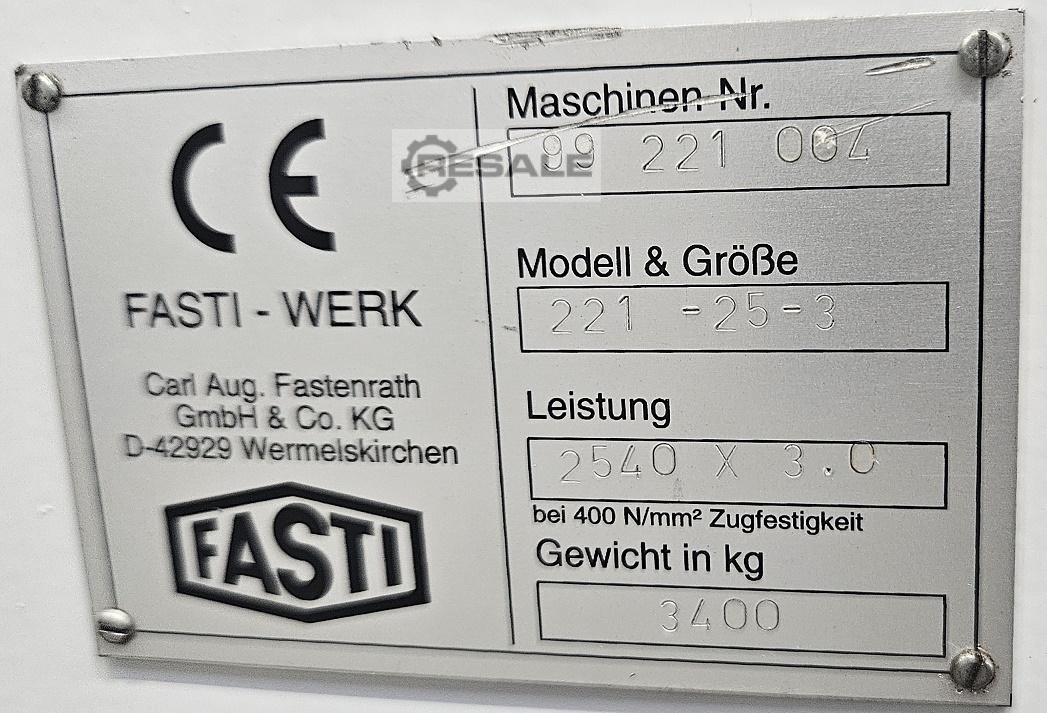 CE
FASTI - WERK
Carl Aug. Fastenrath
GmbH & Co. KG
D-42929 Wermelskirchen
FASTI
Maschinen Nr.
99 221 004
RESALE
Modell & Größe
221 -25-3
Leistung
2540 X 3.0
bei 400 N/mm² Zugfestigkeit
Gewicht in kg
3400